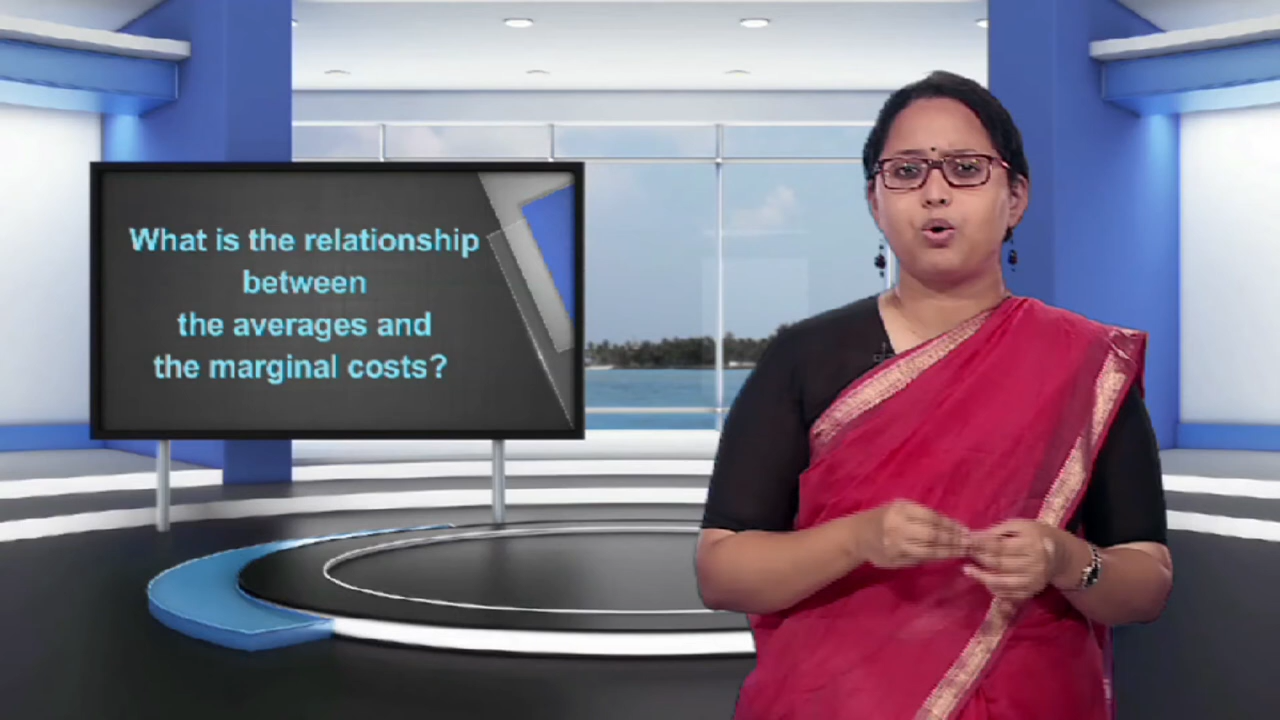 What is the relationship
between
the averages and
the marginal costs?